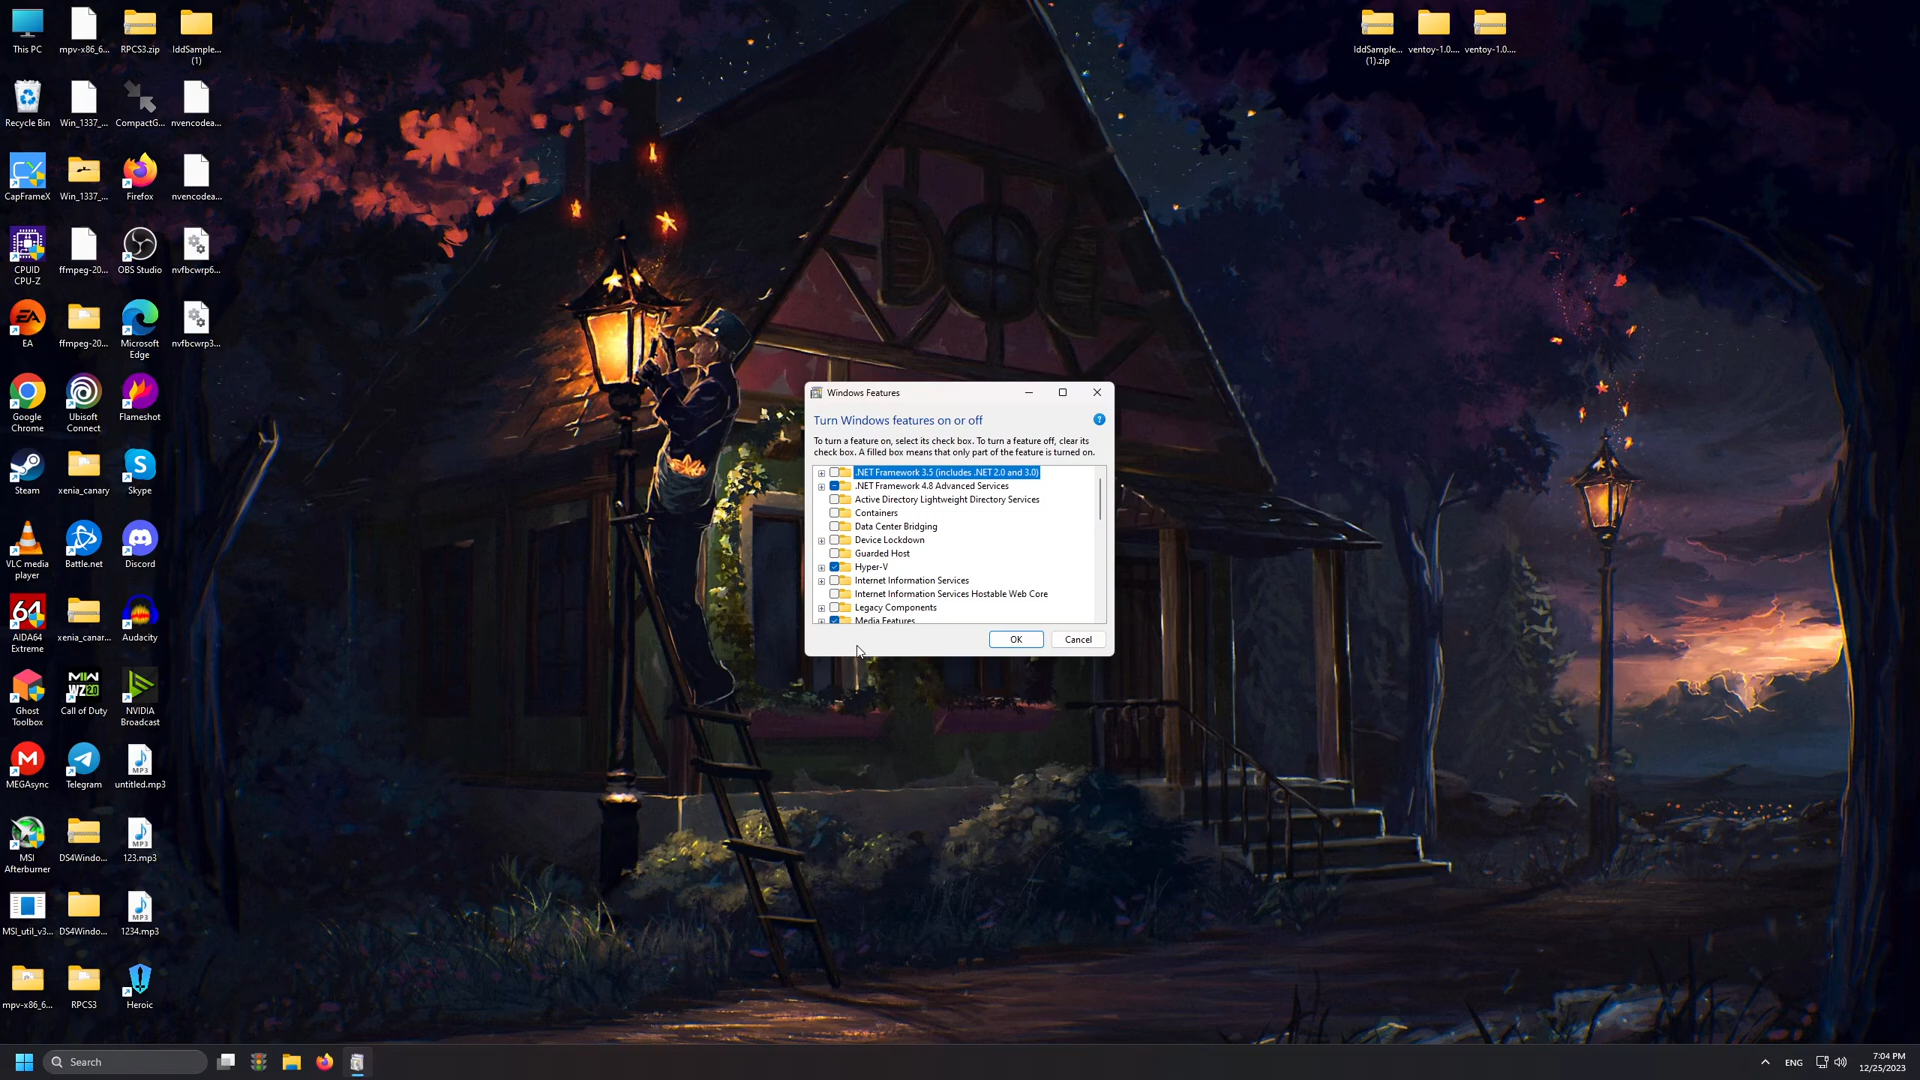 This PC
mpv-x86_6...
RPCS3.zip
IddSample...
(1)
IddSample...
(1).zip
ventoy-1.0....
ventoy-1.0....
Recycle Bin
Win_1337_...
CompactG...
nvencodea...
CapFrameX
Win_1337_...
Firefox
nvencodea...
CPUID
CPU-Z
ffmpeg-20...
OBS Studio
nvfbcwrp6...
EA
EA
ffmpeg-20...
Microsoft
Edge
nvfbcwrp3...
Google
Chrome
Ubisoft
Connect
Flameshot
Steam
xenia_canary
Skype
VLC media
player
Battle.net
Discord
64
AIDA64
Extreme
xenia_canar...
Audacity
Ghost
Toolbox
MW
WZ2.0
Call of Duty
NVIDIA
Broadcast
MEGAsync
Telegram
MP3
untitled.mp3
MSI
Afterburner
DS4Windo...
MP3
123.mp3
MSI_util_v3...
DS4Windo...
MP3
1234.mp3
mpv-x86_6...
RPCS3
Heroic
Windows Features
Turn Windows features on or off
To turn a feature on, select its check box. To turn a feature off, clear its
check box. A filled box means that only part of the feature is turned on.
.NET Framework 3.5 (includes .NET 2.0 and 3.0)
.NET Framework 4.8 Advanced Services
Active Directory Lightweight Directory Services
Containers
Data Center Bridging
Device Lockdown
Guarded Host
Hyper-V
Internet Information Services
Internet Information Services Hostable Web Core
Legacy Components
Media Features
OK
Cancel
Search
ENG
7:04 PM
12/25/2023